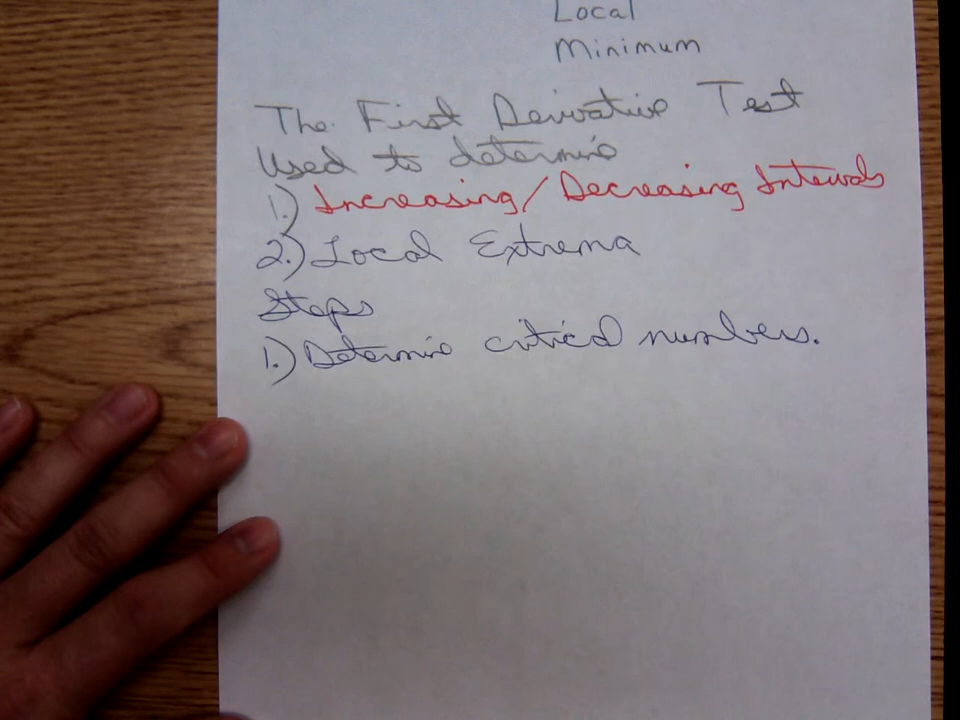 Local
Minimum
The First Derivative Test
Used to determine
1.) Increasing/Decreasing Intervals
2.) Local Extrema
Steps
1.) Determine critical numbers.